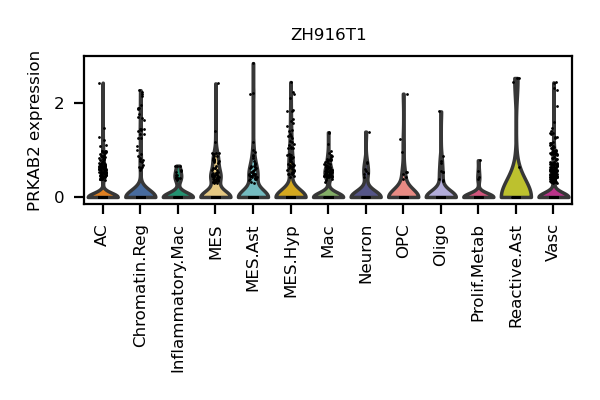 ZH916T1
PRKAB2 expression
2
0
AC
Chromatin.Reg
Inflammatory.Mac
MES
MES.Ast
MES.Hyp
Mac
Neuron
OPC
Oligo
Prolif.Metab
Reactive.Ast
Vasc